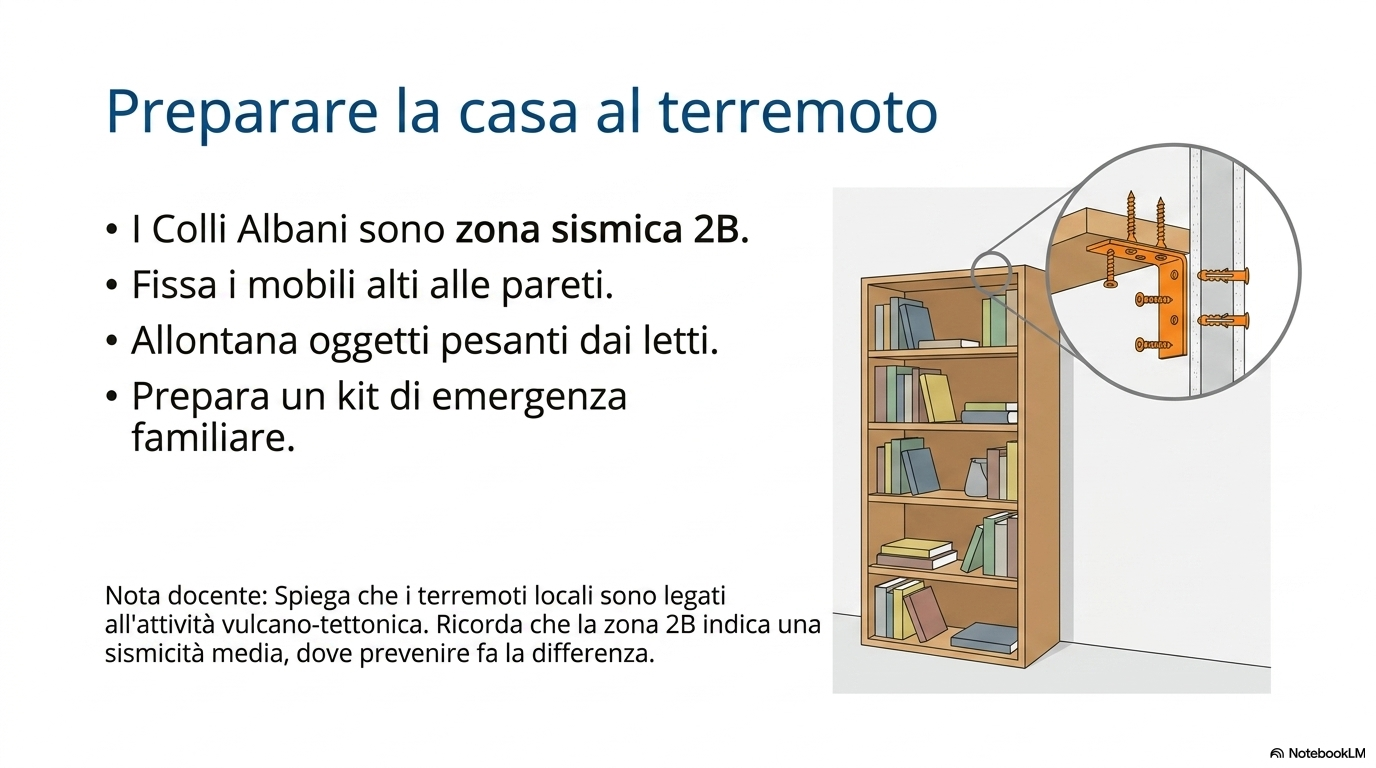 Preparare la casa al terremoto
• I Colli Albani sono zona sismica 2B.
• Fissa i mobili alti alle pareti.
• Allontana oggetti pesanti dai letti.
• Prepara un kit di emergenza
familiare.
Nota docente: Spiega che i terremoti locali sono legati
all'attività vulcano-tettonica. Ricorda che la zona 2B indica una
sismicità media, dove prevenire fa la differenza.
NotebookLM